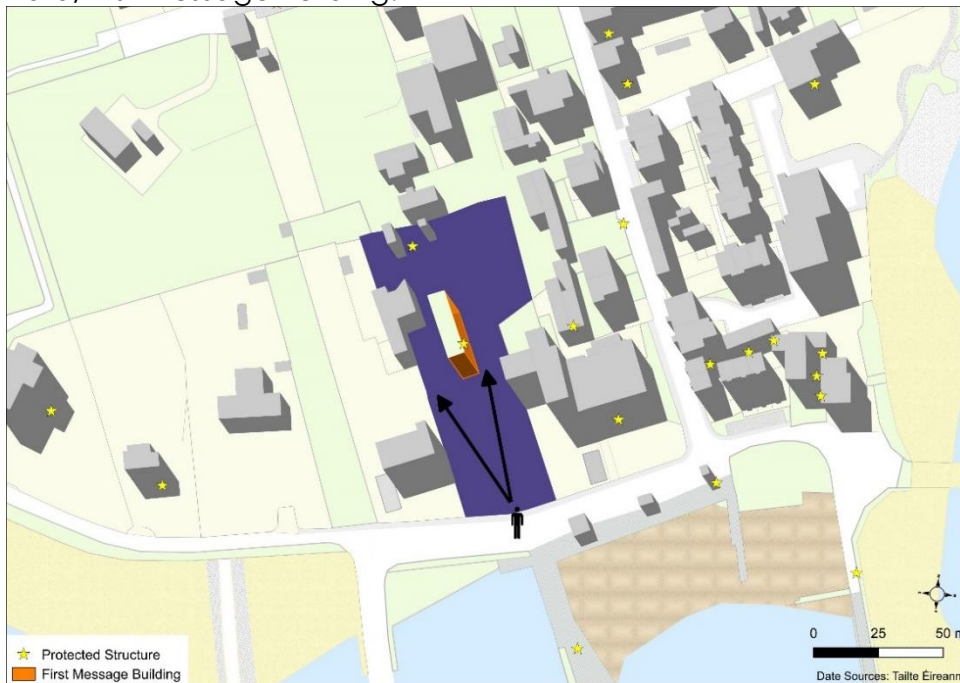 Protected Structure
First Message Building
0 25 50 m
Date Sources: Tailte Éireann